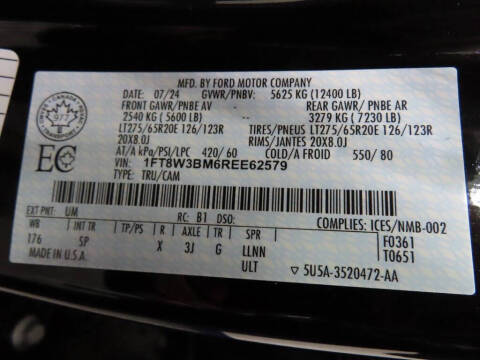 MFD. BY FORD MOTOR COMPANY
DATE: 07/24 GVWR/PNBV: 5625 KG (12400 LB)
FRONT GAWR/PNBE AV REAR GAWR/ PNBE AR
2540 KG ( 5600 LB) 3279 KG ( 7230 LB)
LT275/65R20E 126/123R TIRES/PNEUS LT275/65R20E 126/123R
20X8.0J RIMS/JANTES 20X8.0J
AT/A kPa/PSI/LPC 420/ 60 COLD/A FROID 550/ 80
VIN: 1FT8W3BM6REE62579
TYPE: TRU/CAM
CANADA
977
EC
EXT PNT: UM RC: B1 DSO: COMPLIES: ICES/NMB-002
WB INT TR TP/PS R AXLE TR SPR F0361
176 SP X 3J G LLNN T0651
ULT 5U5A-3520472-AA
MADE IN U.S.A.